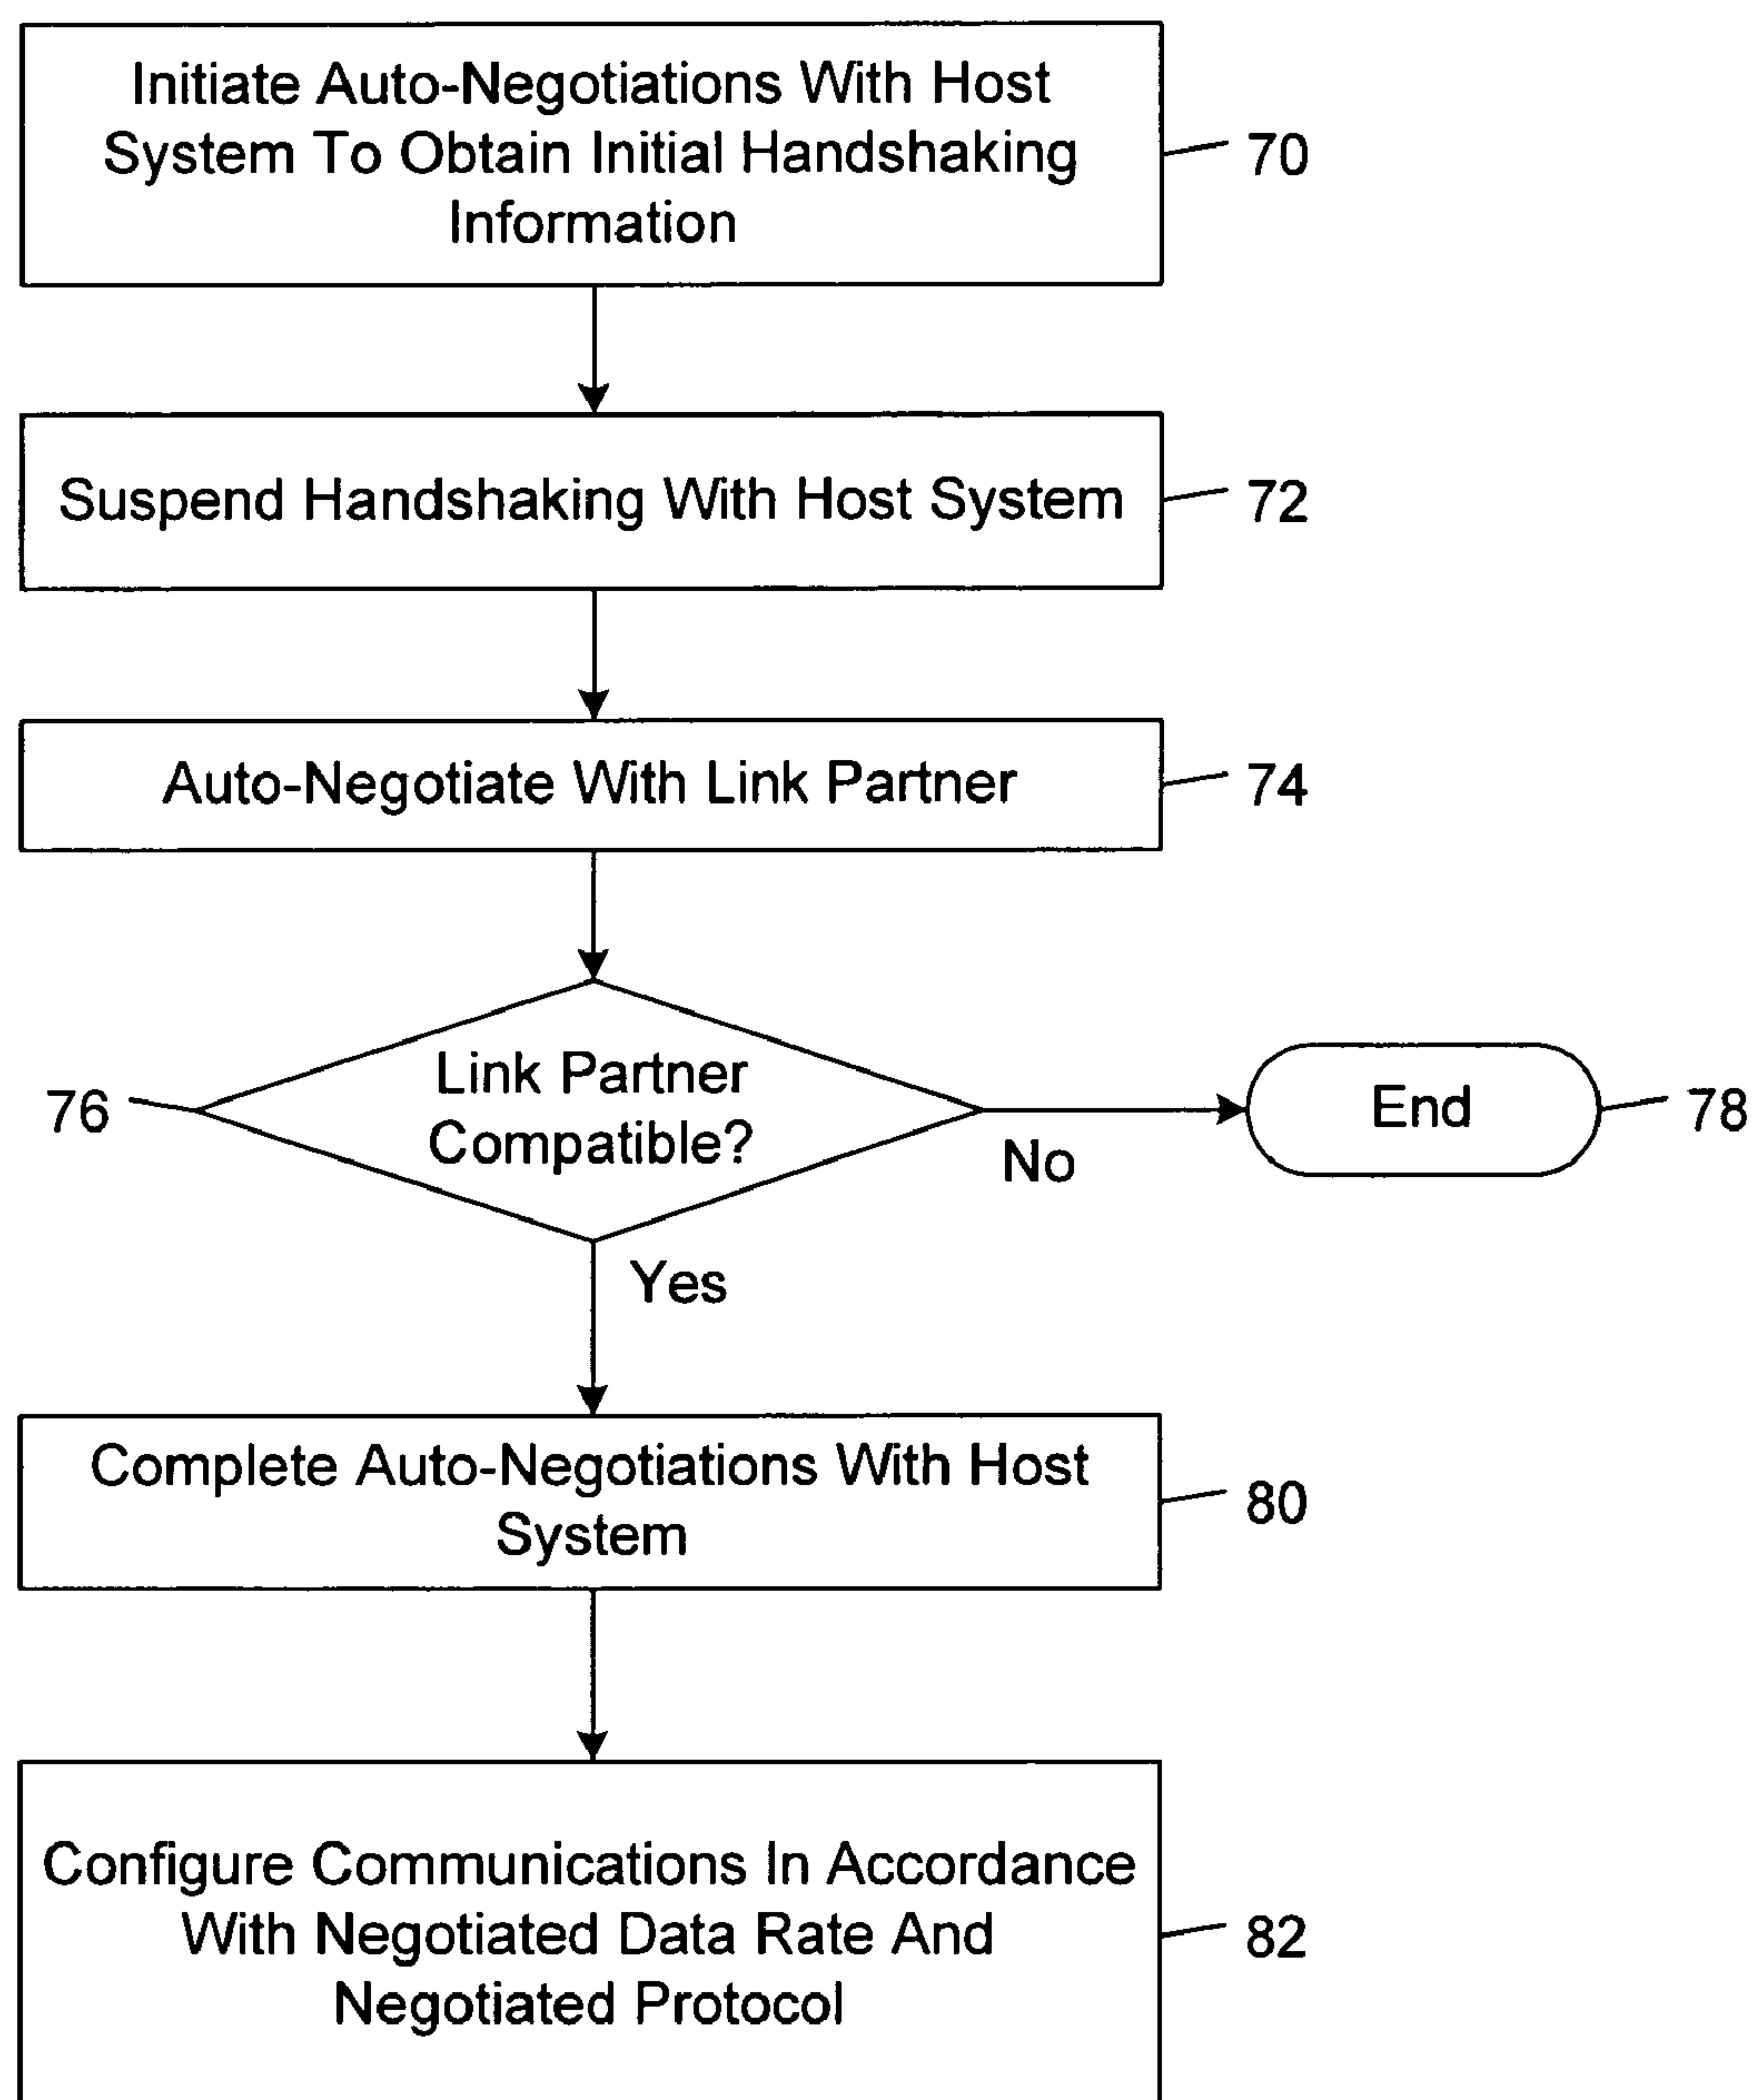 Initiate Auto-Negotiations With Host
System To Obtain Initial Handshaking
Information
70
Suspend Handshaking With Host System
72
Auto-Negotiate With Link Partner
74
76
Link Partner
Compatible?
No
End
78
Yes
Complete Auto-Negotiations With Host
System
80
Configure Communications In Accordance
With Negotiated Data Rate And
Negotiated Protocol
82